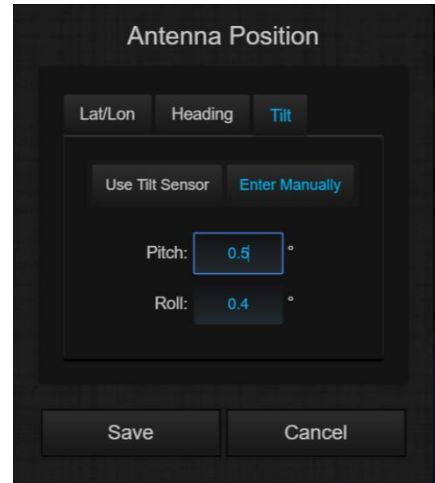 Antenna Position
Lat/Lon Heading Tilt
Use Tilt Sensor Enter Manually
Pitch: 0.5 °
Roll: 0.4 °
Save Cancel